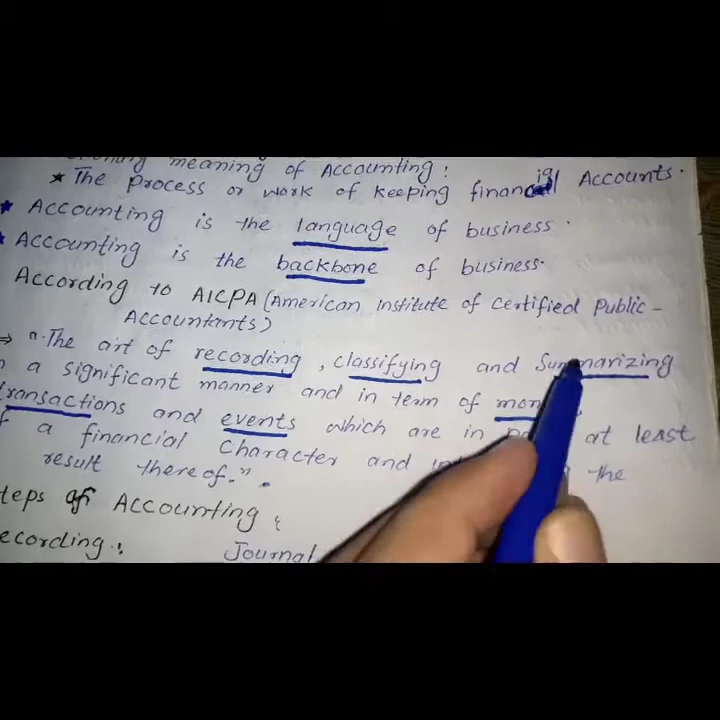 meaning of Accounting:
* The process or work of keeping financial Accounts.
* Accounting is the language of business.
* Accounting is the backbone of business.
According to AICPA (American Institute of Certified Public -
Accountants)
⇒ "The art of recording, classifying and Summarizing
a significant manner and in term of
and events which are in at least
a financial character and the
result thereof.".
of Accounting:
Journal